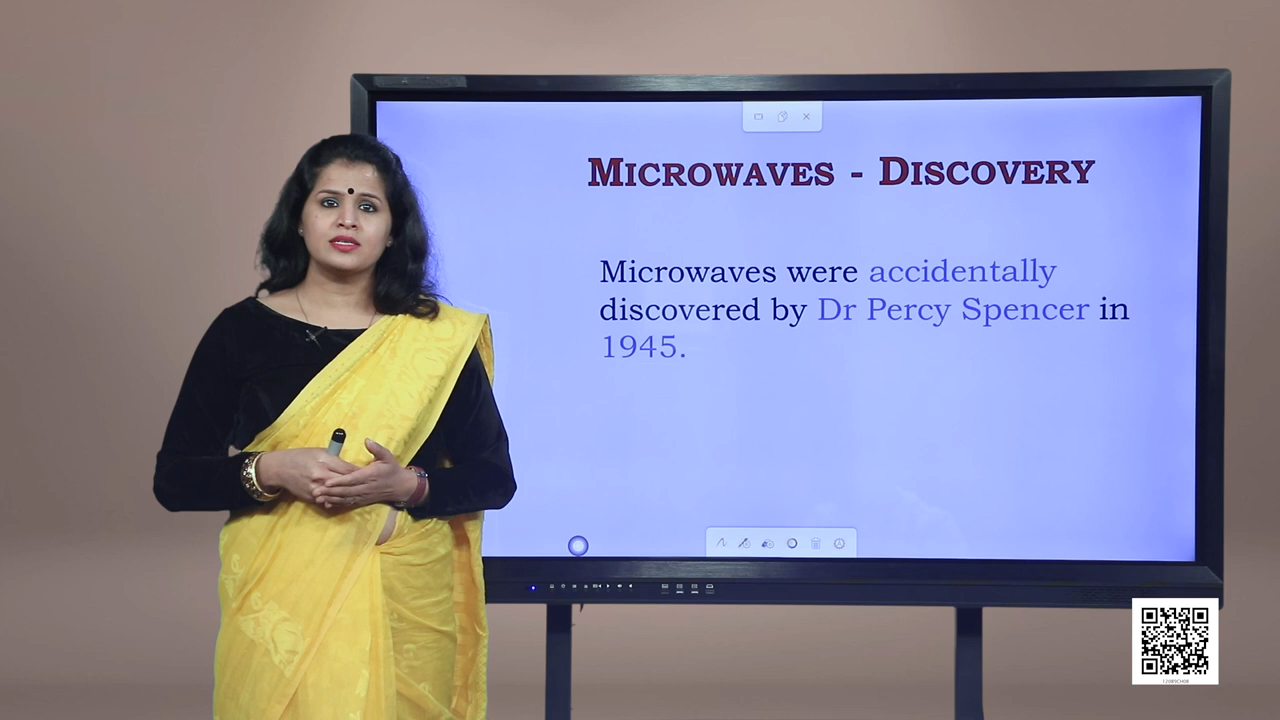 MICROWAVES - DISCOVERY
Microwaves were accidentally
discovered by Dr Percy Spencer in
1945.